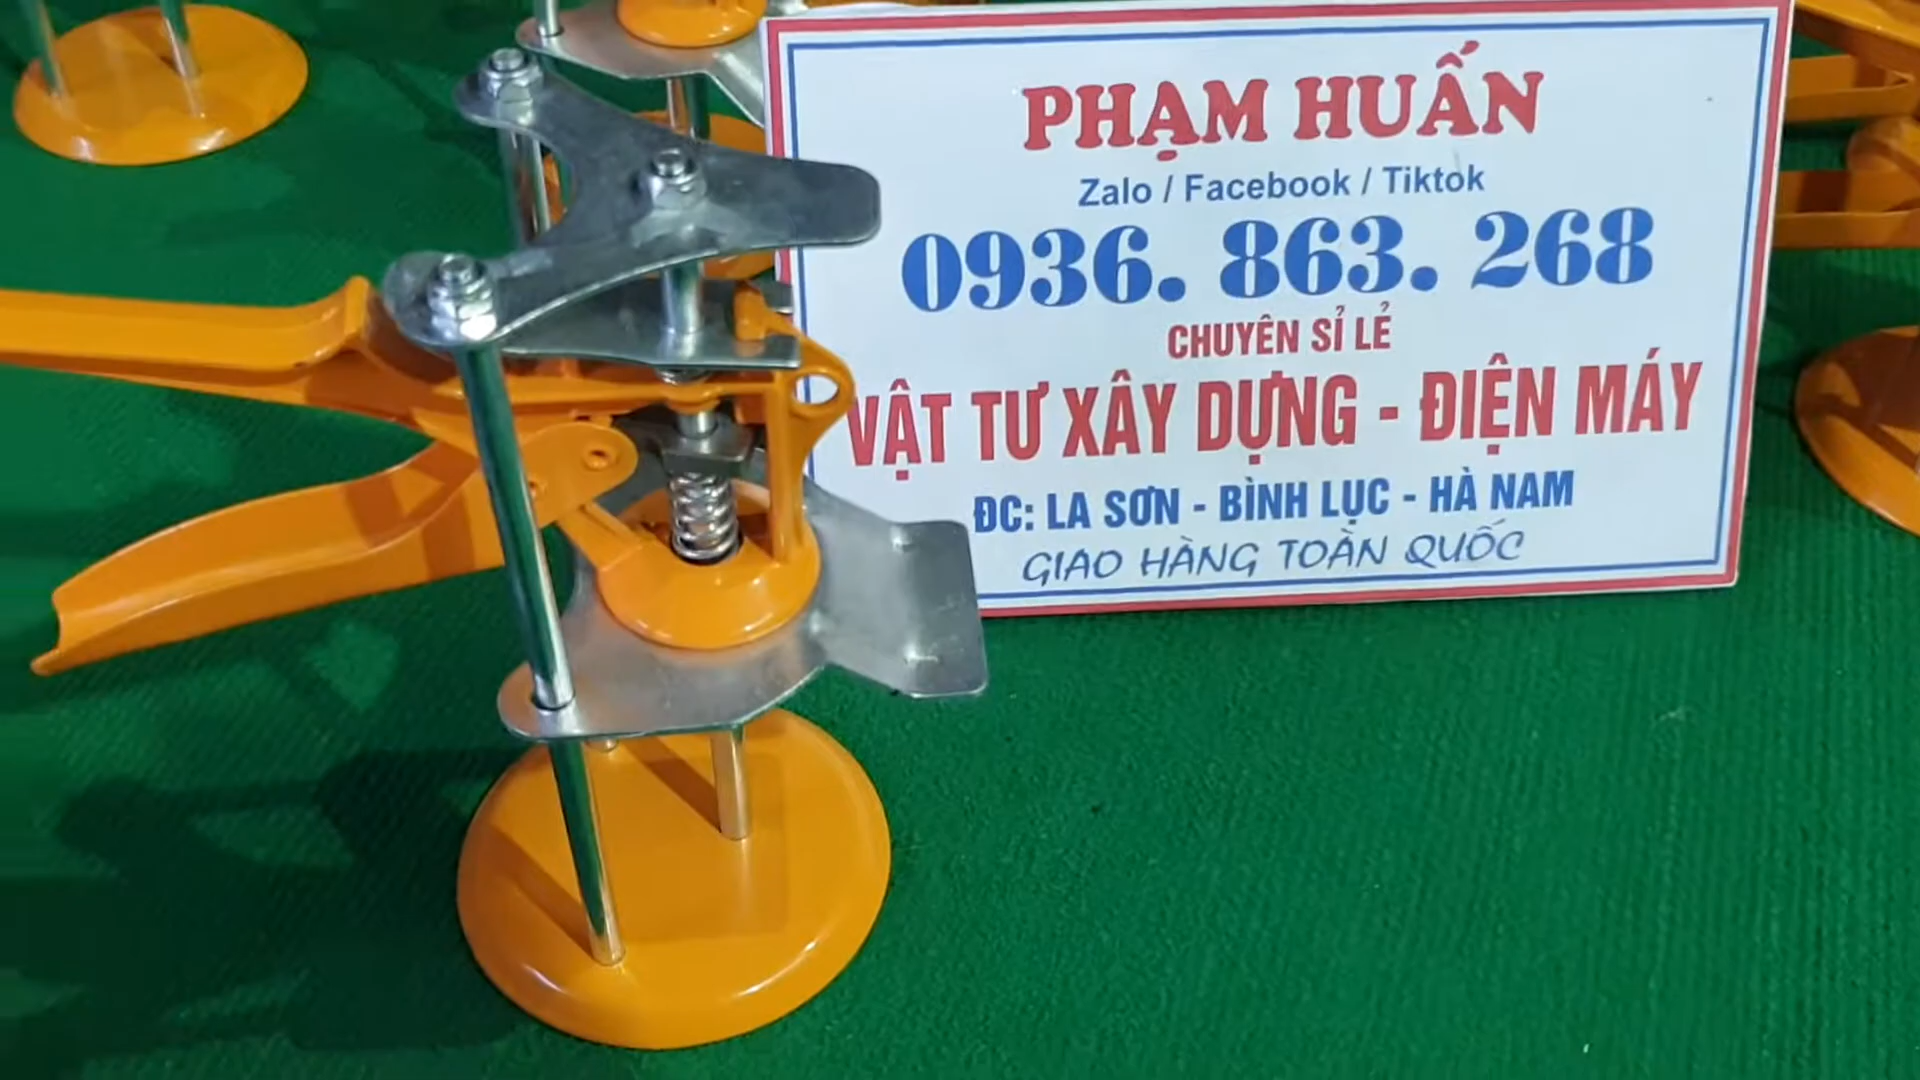 PHẠM HUẤN
Zalo / Facebook / Tiktok
0936. 863. 268
CHUYÊN SỈ LẺ
VẬT TƯ XÂY DỰNG - ĐIỆN MÁY
ĐC: LA SƠN - BÌNH LỤC - HÀ NAM
GIAO HÀNG TOÀN QUỐC